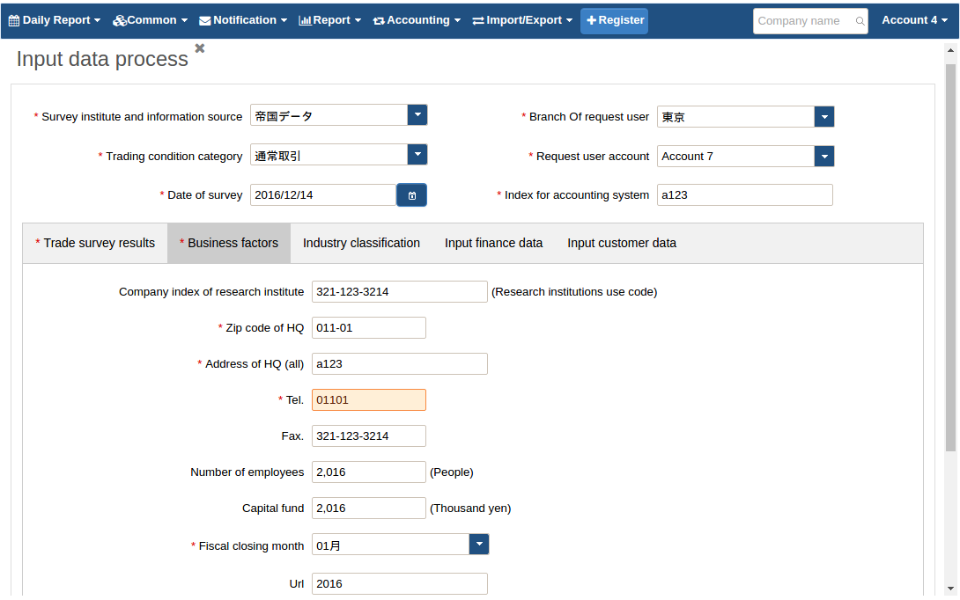 Daily Report Common Notification Report Accounting Import/Export Register Company name Account 4
Input data process
* Survey institute and information source 帝国データ * Branch Of request user 東京
* Trading condition category 通常取引 * Request user account Account 7
* Date of survey 2016/12/14 * Index for accounting system a123
* Trade survey results * Business factors Industry classification Input finance data Input customer data
Company index of research institute 321-123-3214 (Research institutions use code)
* Zip code of HQ 011-01
* Address of HQ (all) a123
* Tel. 01101
Fax. 321-123-3214
Number of employees 2,016 (People)
Capital fund 2,016 (Thousand yen)
* Fiscal closing month 01月
Url 2016